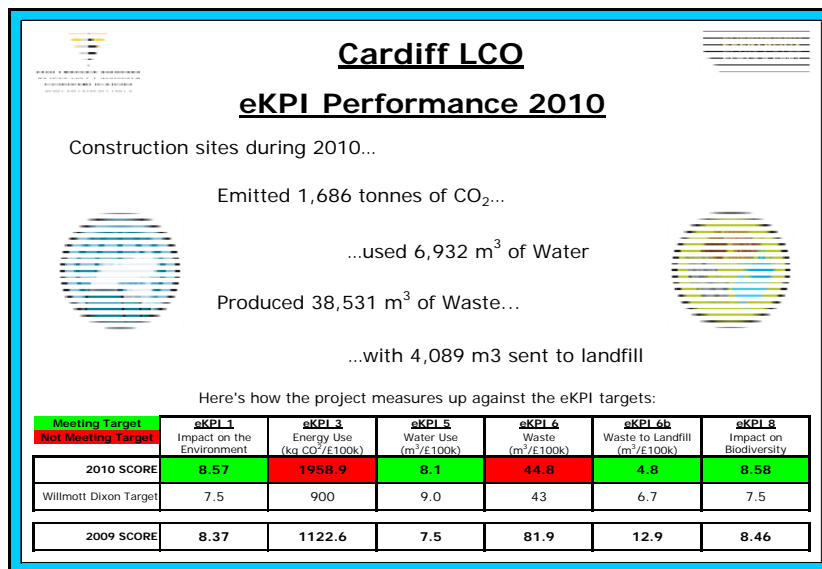 Cardiff LCO
eKPI Performance 2010
Construction sites during 2010...
Emitted 1,686 tonnes of CO₂...
...used 6,932 m³ of Water
Produced 38,531 m³ of Waste...
...with 4,089 m3 sent to landfill
Here's how the project measures up against the eKPI targets:
Meeting Target eKPI 1 eKPI 3 eKPI 5 eKPI 6 eKPI 6b eKPI 8
Not Meeting Target Impact on the Energy Use Water Use Waste Waste to Landfill Impact on
Environment (kg CO²/£100k) (m³/£100k) (m³/£100k) (m³/£100k) Biodiversity
2010 SCORE 8.57 1958.9 8.1 44.8 4.8 8.58
Willmott Dixon Target 7.5 900 9.0 43 6.7 7.5
2009 SCORE 8.37 1122.6 7.5 81.9 12.9 8.46